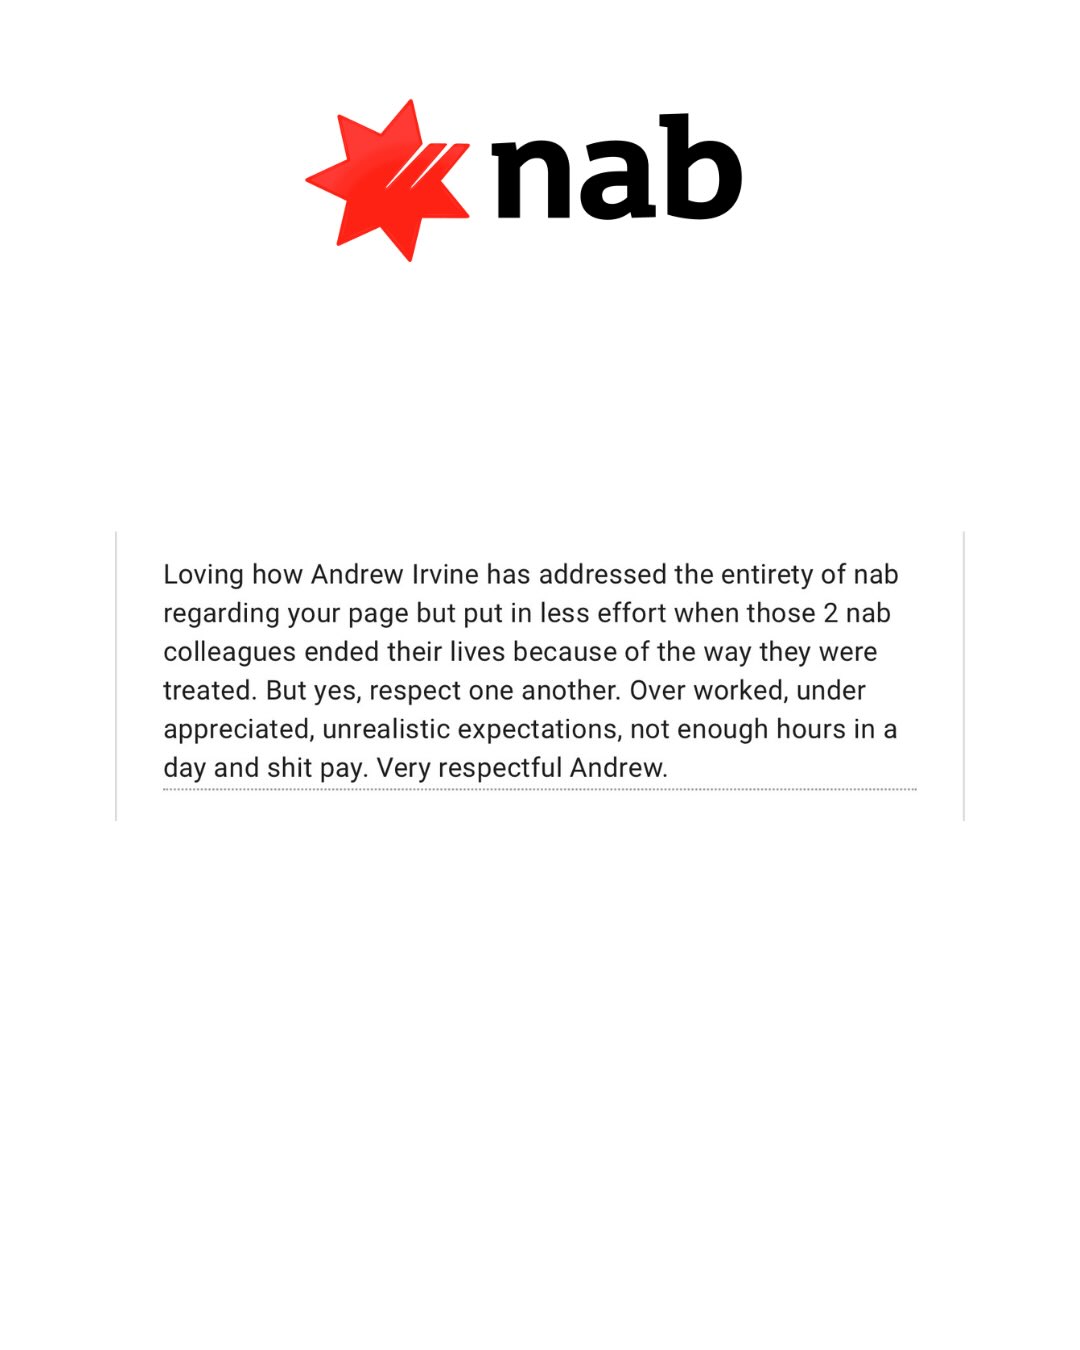 nab
Loving how Andrew Irvine has addressed the entirety of nab
regarding your page but put in less effort when those 2 nab
colleagues ended their lives because of the way they were
treated. But yes, respect one another. Over worked, under
appreciated, unrealistic expectations, not enough hours in a
day and shit pay. Very respectful Andrew.